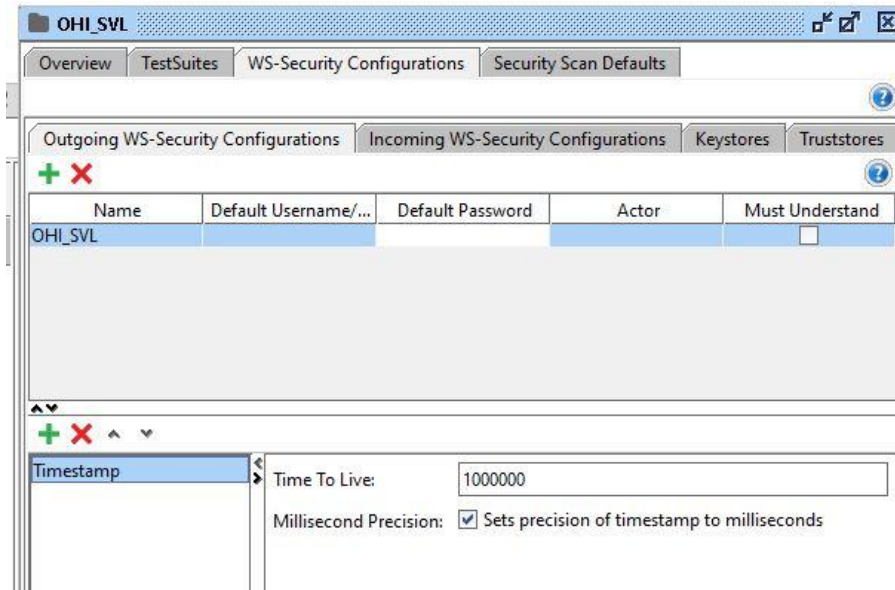 OHI_SVL
Overview TestSuites WS-Security Configurations Security Scan Defaults
Outgoing WS-Security Configurations Incoming WS-Security Configurations Keystores Truststores
Name Default Username/... Default Password Actor Must Understand
OHI_SVL
Timestamp
Time To Live: 1000000
Millisecond Precision: Sets precision of timestamp to milliseconds